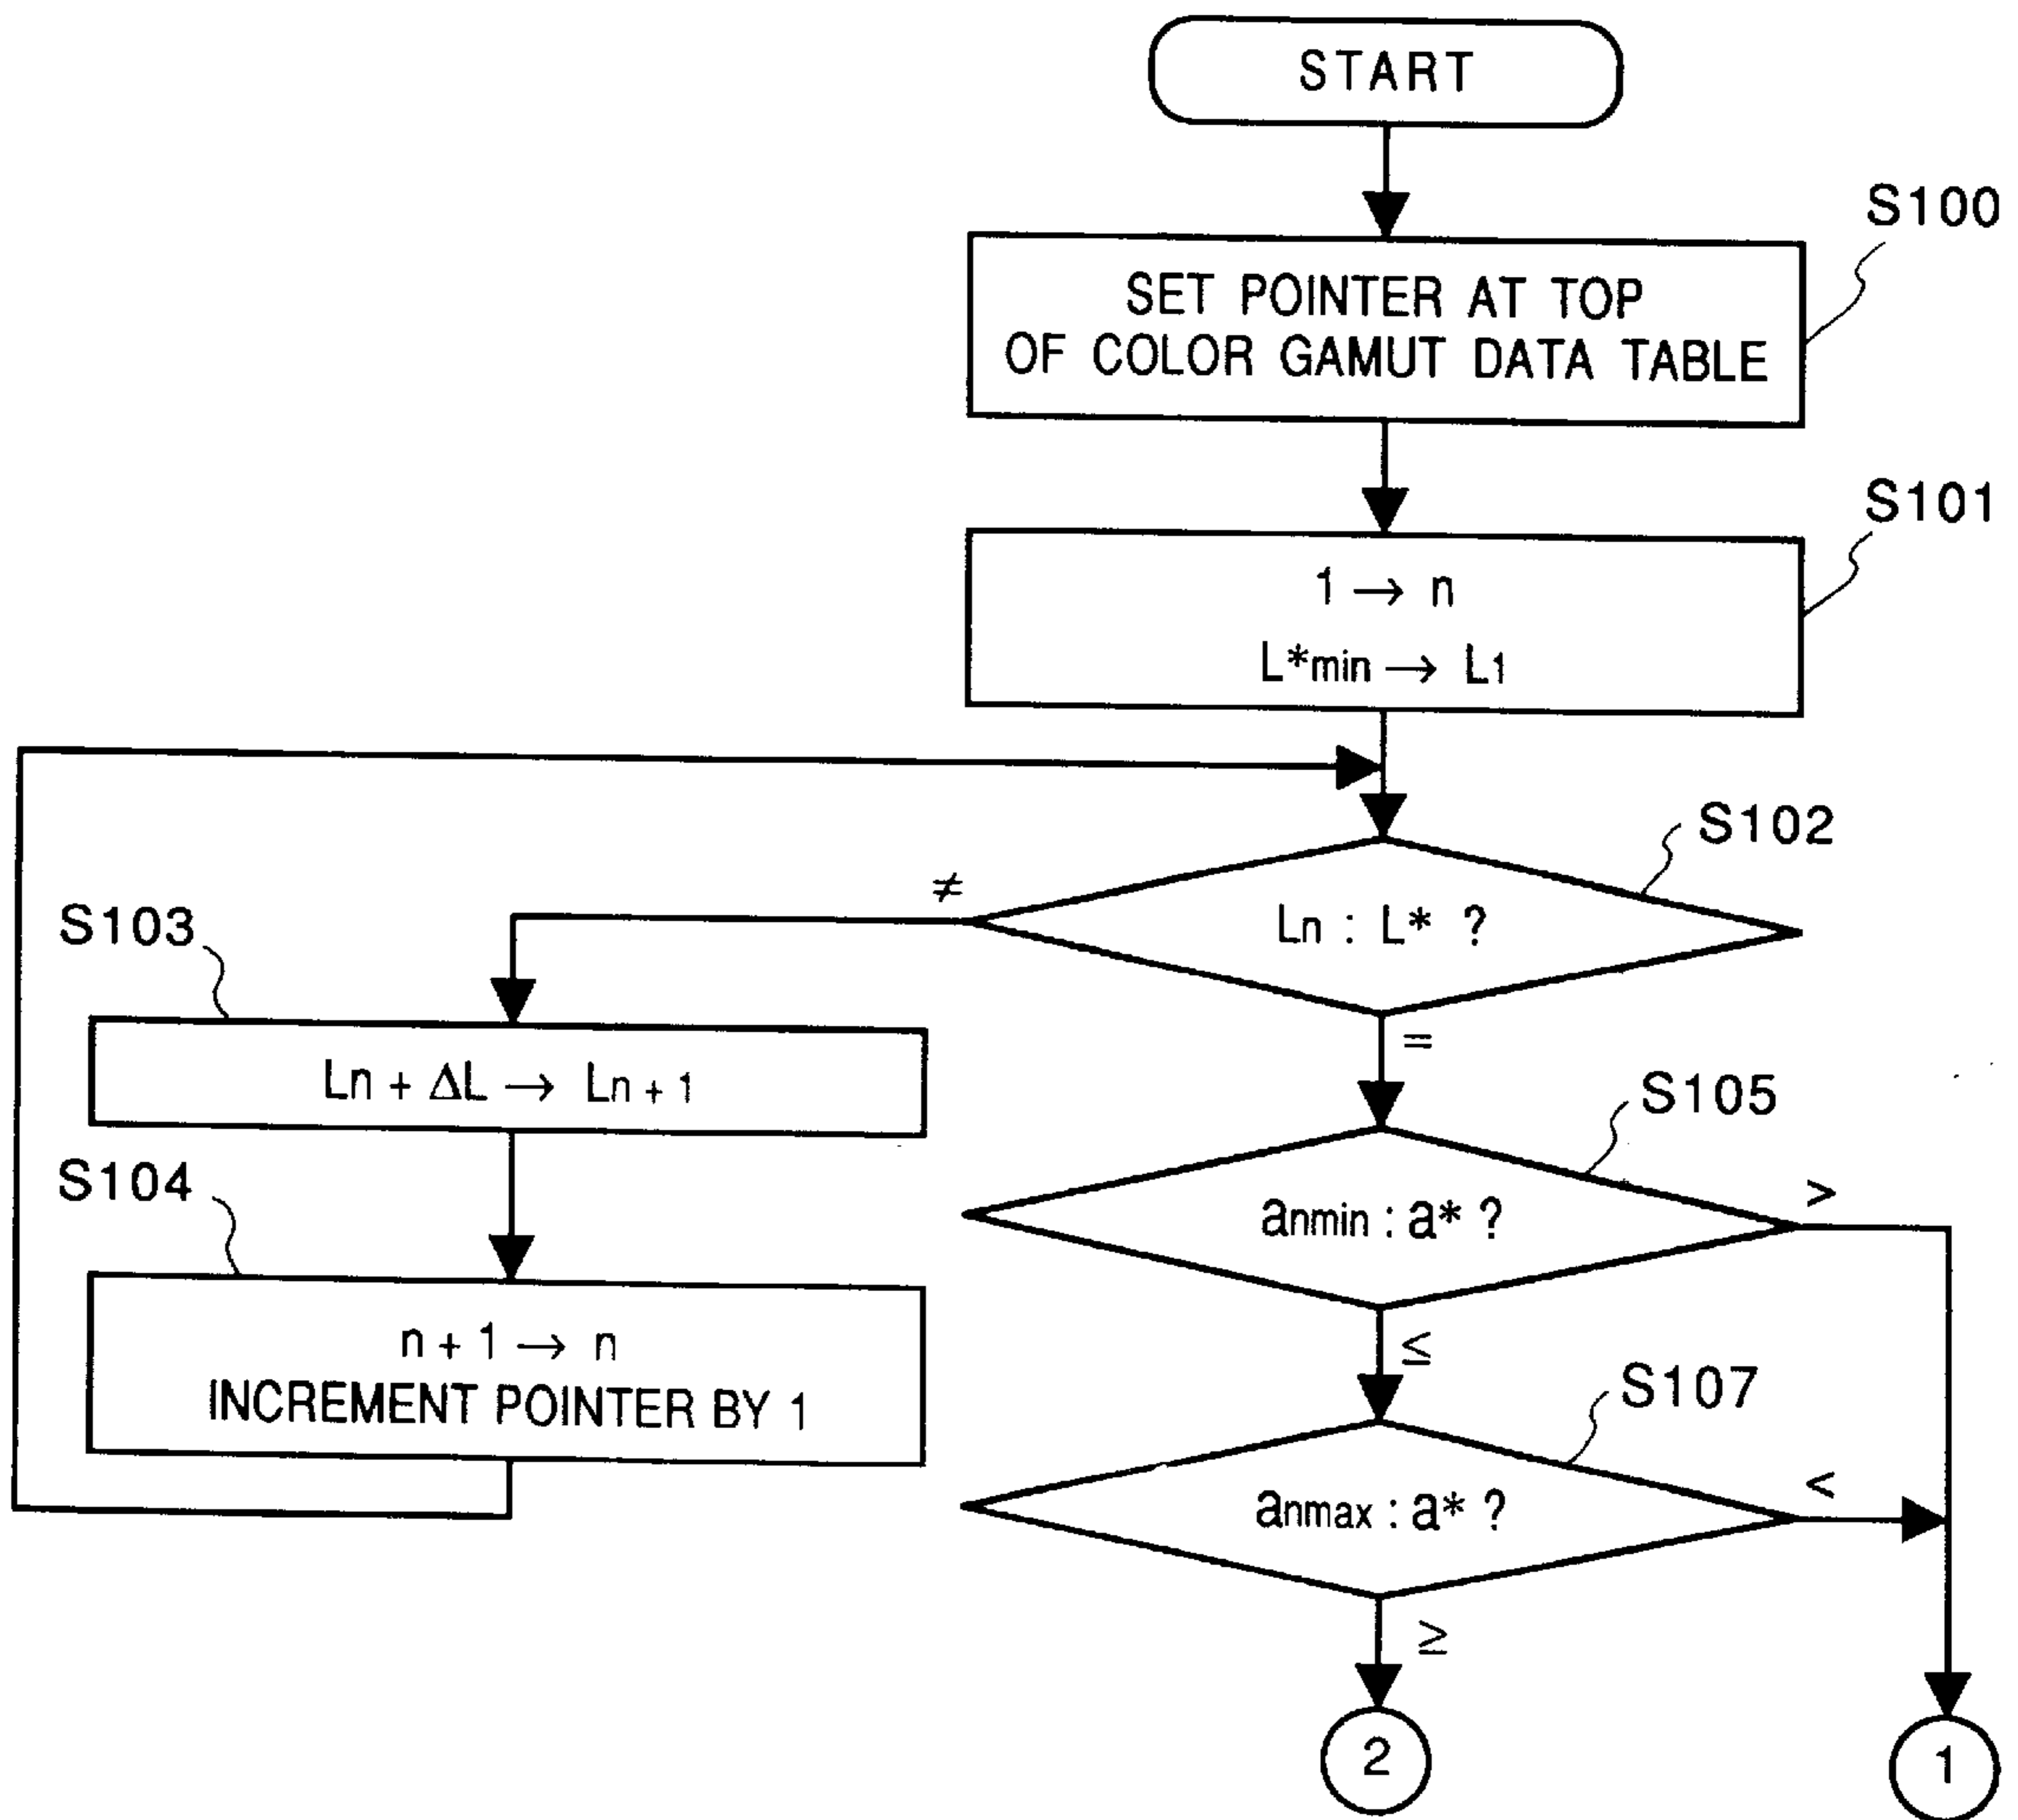 START
S100
SET POINTER AT TOP
OF COLOR GAMUT DATA TABLE
S101
1 → n
L*min → L1
S102
≠
Ln : L* ?
S103
=
Ln + ΔL → Ln + 1
S105
anmin : a* ?
>
S104
n + 1 → n
INCREMENT POINTER BY 1
≤
S107
anmax : a* ?
<
≥
2
1